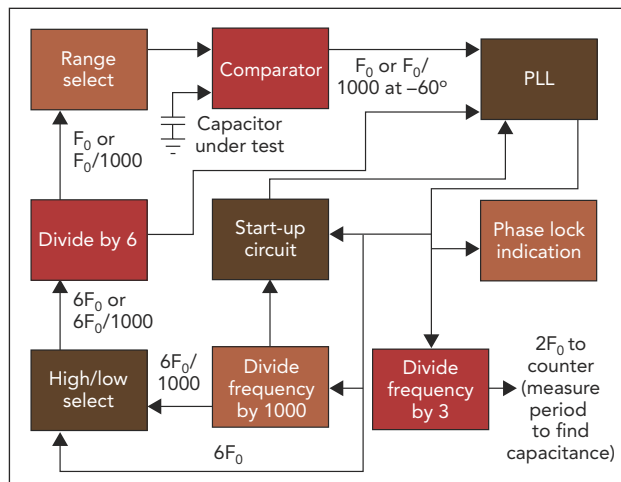 Range
select
Comparator
F₀ or F₀/
1000 at –60º
PLL
Capacitor
under test
F₀ or
F₀/1000
Divide by 6
Start-up
circuit
Phase lock
indication
6F₀ or
6F₀/1000
High/low
select
6F₀/
1000
Divide
frequency
by 1000
Divide
frequency
by 3
2F₀ to
counter
(measure
period
to find
capacitance)
6F₀